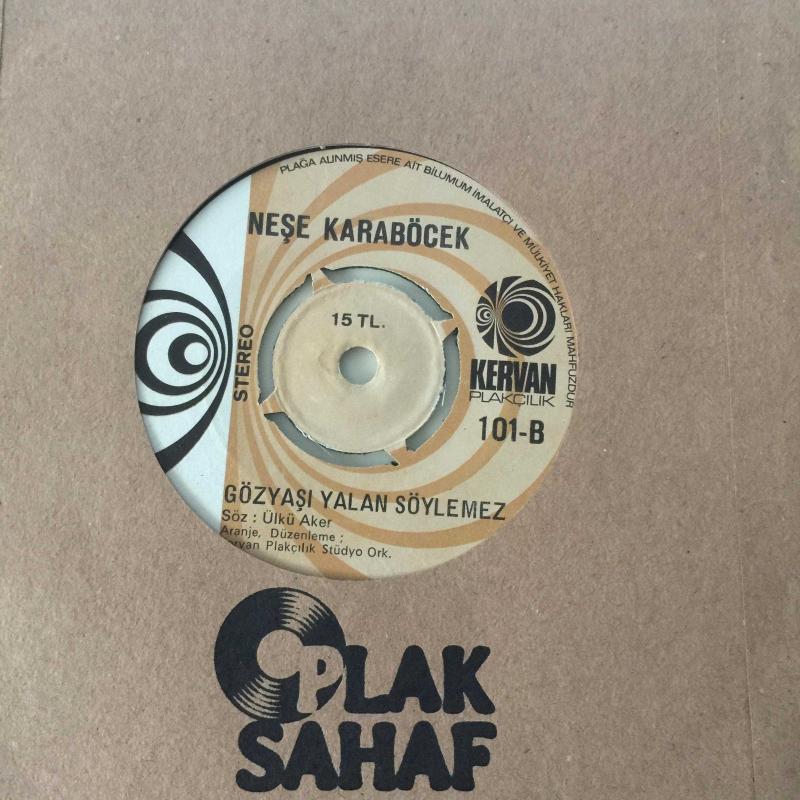 PLAĞA ALINMIŞ ESERE AİT BİLUMUM İMALATÇI VE MÜLKİYET HAKLARI MAHFUZDUR
NEŞE KARABÖCEK
15 TL.
STEREO
KERVAN
PLAKÇILIK
101-B
GÖZYAŞI YALAN SÖYLEMEZ
Söz : Ülkü Aker
Aranje, Düzenleme ;
Plakçılık Stüdyo Ork.
PLAK
SAHAF